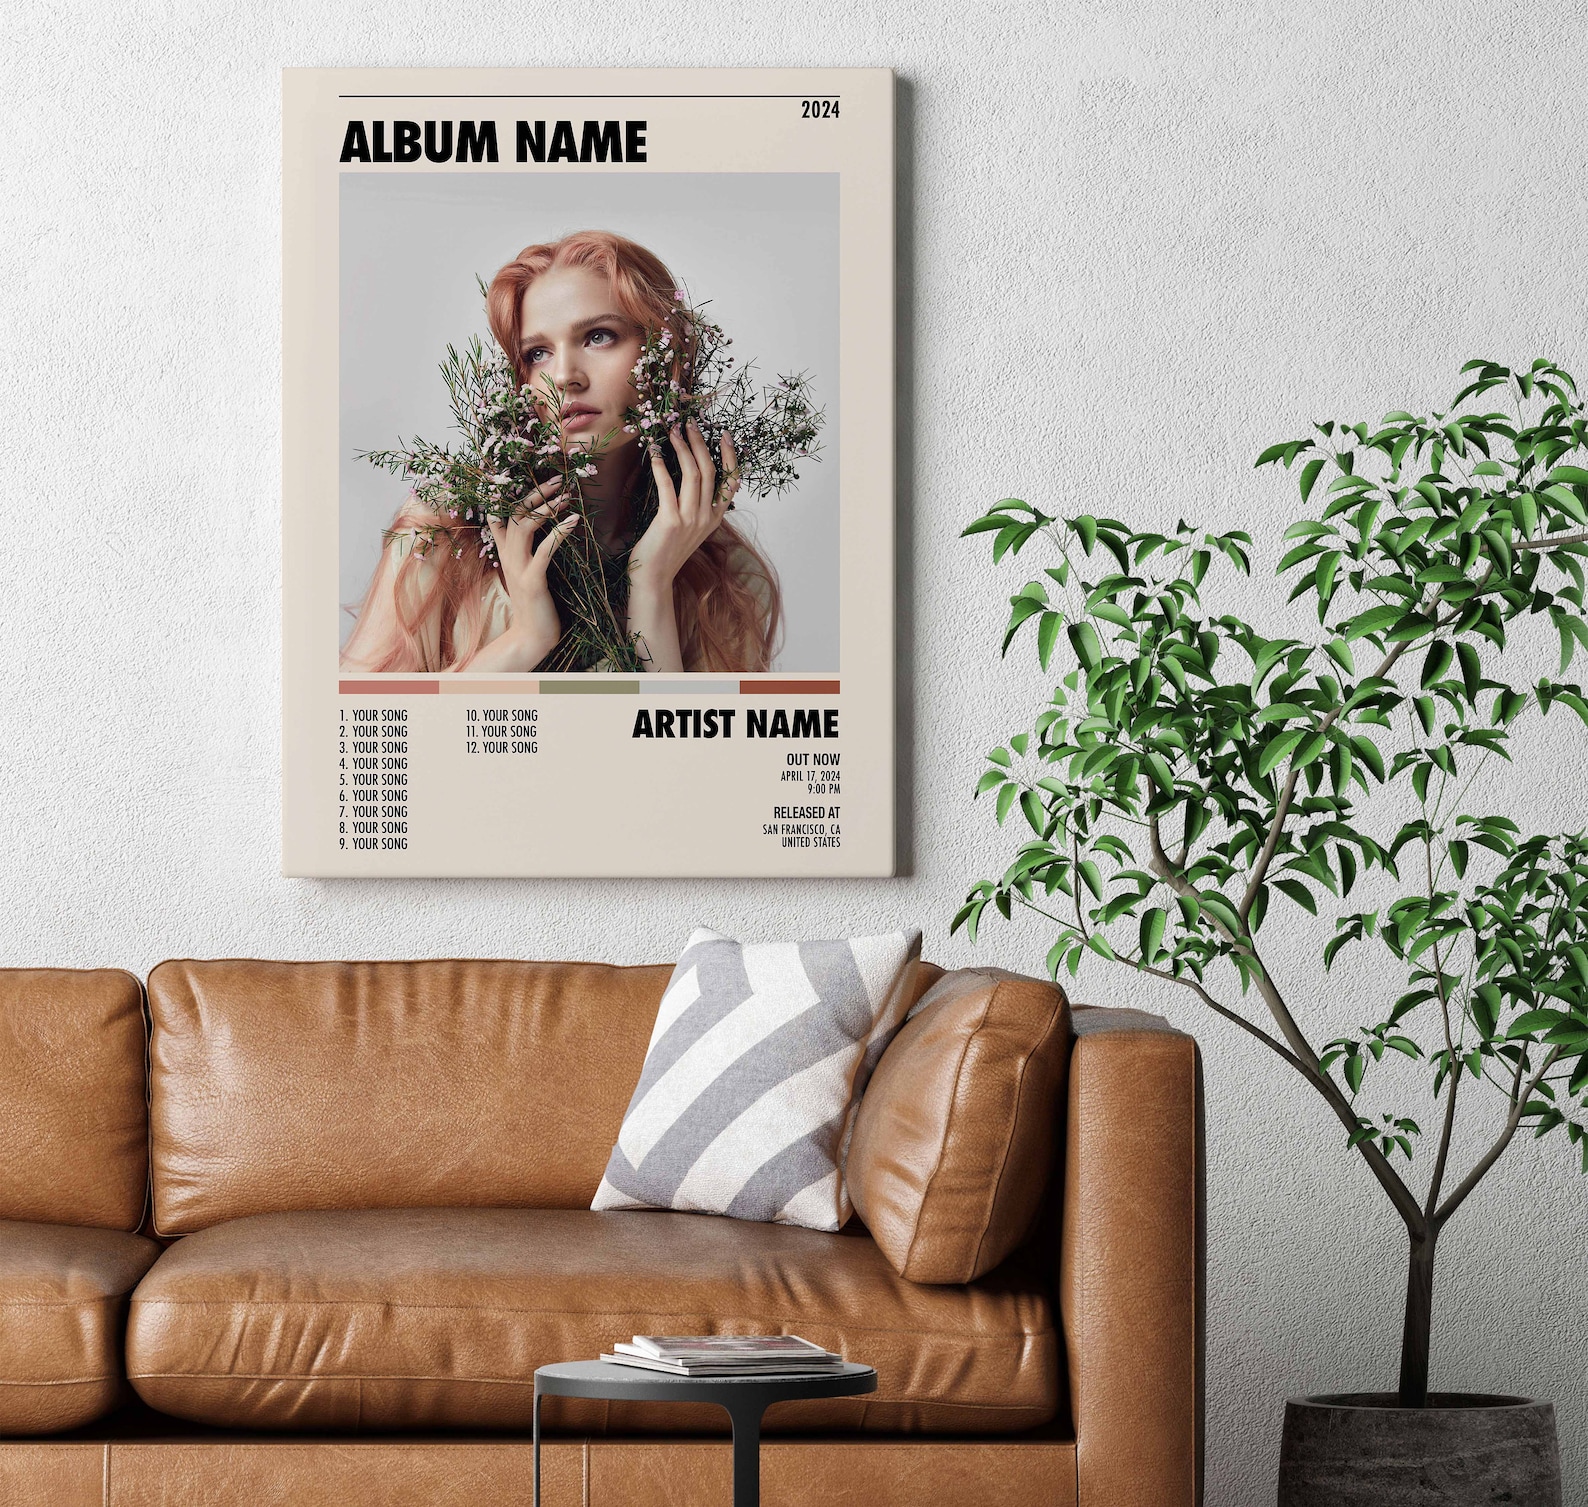 2024
ALBUM NAME
1. YOUR SONG
2. YOUR SONG
3. YOUR SONG
4. YOUR SONG
5. YOUR SONG
6. YOUR SONG
7. YOUR SONG
8. YOUR SONG
9. YOUR SONG
10. YOUR SONG
11. YOUR SONG
12. YOUR SONG
ARTIST NAME
OUT NOW
APRIL 17, 2024
9:00 PM
RELEASED AT
SAN FRANCISCO, CA
UNITED STATES